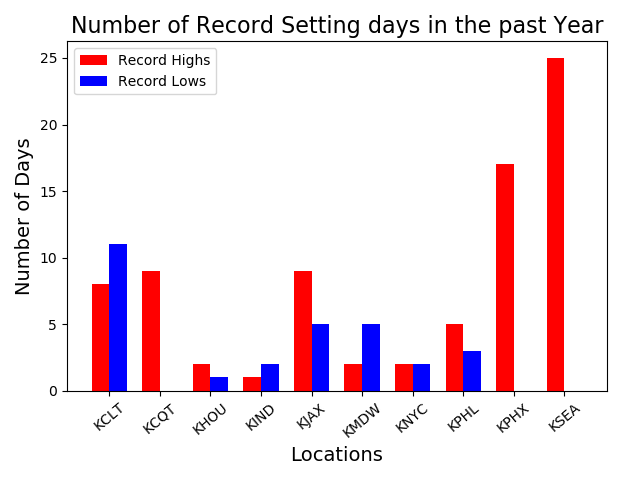 Number of Record Setting days in the past Year
Record Highs
Record Lows
Number of Days
25
20
15
10
5
0
KCLT
KCQT
KHOU
KIND
KJAX
KMDW
KNYC
KPHL
KPHX
KSEA
Locations